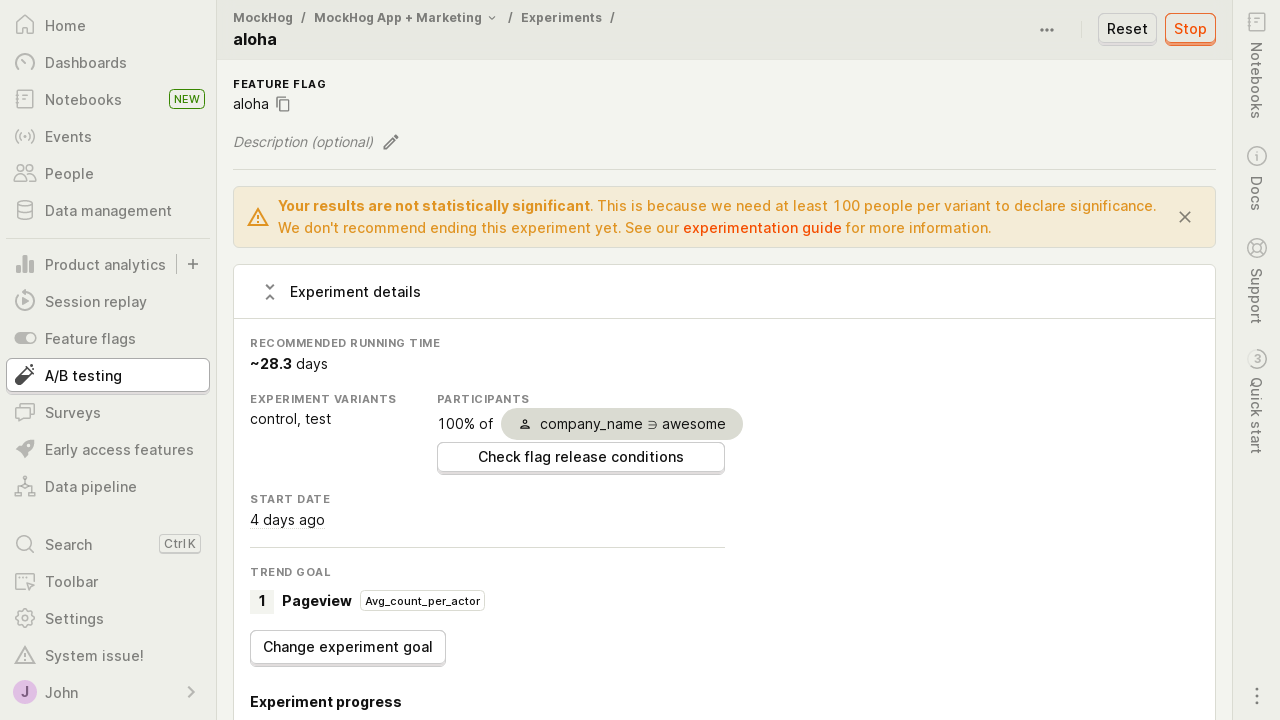 Home
Dashboards
Notebooks NEW
Events
People
Data management
Product analytics
Session replay
Feature flags
A/B testing
Surveys
Early access features
Data pipeline
Search Ctrl K
Toolbar
Settings
System issue!
J John
MockHog / MockHog App + Marketing / Experiments /
aloha
Reset Stop
FEATURE FLAG
aloha
Description (optional)
Your results are not statistically significant. This is because we need at least 100 people per variant to declare significance.
We don't recommend ending this experiment yet. See our experimentation guide for more information.
Experiment details
RECOMMENDED RUNNING TIME
~28.3 days
EXPERIMENT VARIANTS
control, test
PARTICIPANTS
100% of company_name ∋ awesome
Check flag release conditions
START DATE
4 days ago
TREND GOAL
1 Pageview Avg_count_per_actor
Change experiment goal
Experiment progress
Notebooks
Docs
Support
3 Quick start